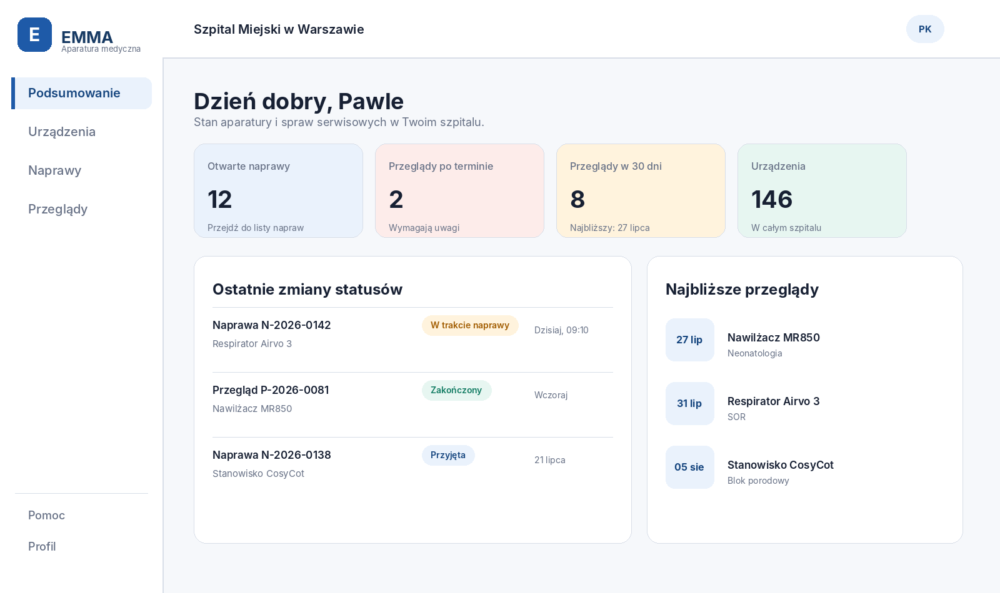 E
EMMA
Aparatura medyczna
Szpital Miejski w Warszawie
PK
Podsumowanie
Urządzenia
Naprawy
Przeglądy
Pomoc
Profil
Dzień dobry, Pawle
Stan aparatury i spraw serwisowych w Twoim szpitalu.
Otwarte naprawy
12
Przejdź do listy napraw
Przeglądy po terminie
2
Wymagają uwagi
Przeglądy w 30 dni
8
Najbliższy: 27 lipca
Urządzenia
146
W całym szpitalu
Ostatnie zmiany statusów
Naprawa N-2026-0142
Respirator Airvo 3
W trakcie naprawy
Dzisiaj, 09:10
Przegląd P-2026-0081
Nawilżacz MR850
Zakończony
Wczoraj
Naprawa N-2026-0138
Stanowisko CosyCot
Przyjęta
21 lipca
Najbliższe przeglądy
27 lip
Nawilżacz MR850
Neonatologia
31 lip
Respirator Airvo 3
SOR
05 sie
Stanowisko CosyCot
Blok porodowy